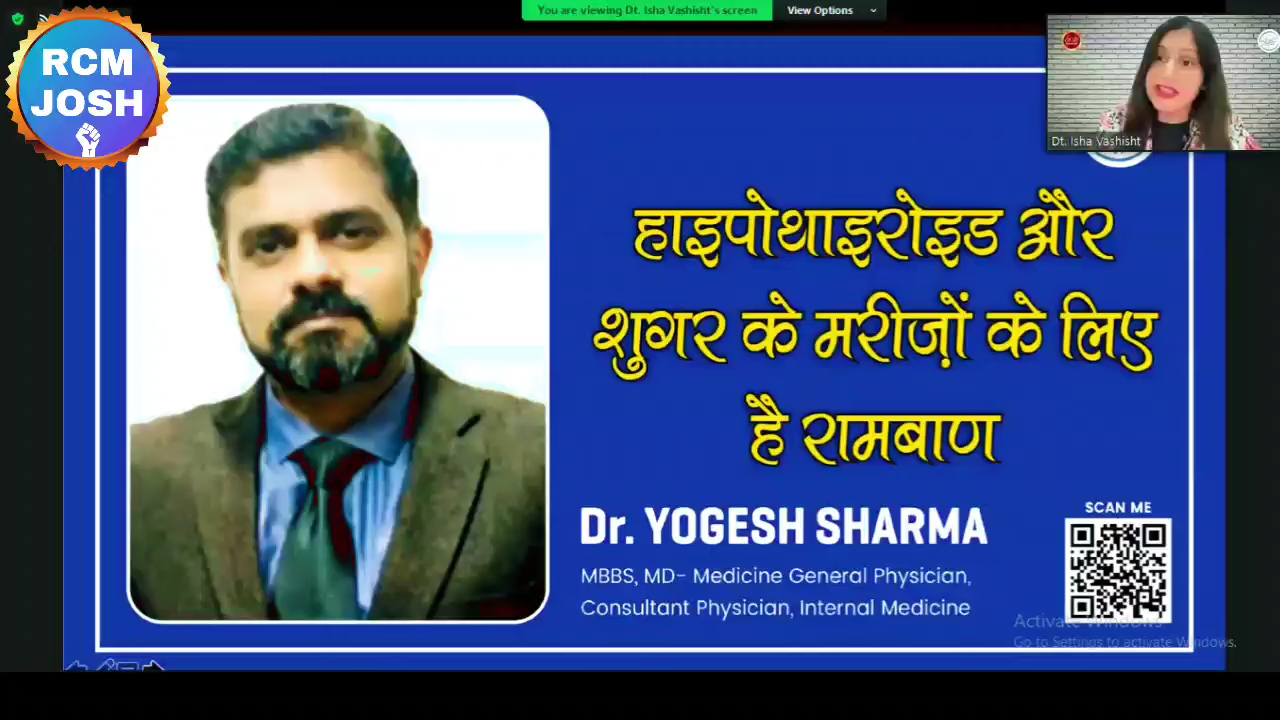 You are viewing Dt. Isha Vashisht's screen
View Options
RCM
JOSH
Dt. Isha Vashisht
हाइपोथाइरोइड और
शुगर के मरीज़ों के लिए
है रामबाण
Dr. YOGESH SHARMA
MBBS, MD- Medicine General Physician,
Consultant Physician, Internal Medicine
SCAN ME
Activate Windows
Go to Settings to activate Windows.